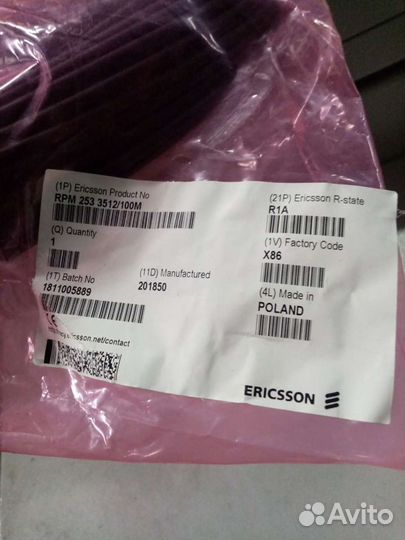 (1P) Ericsson Product No
RPM 253 3512/100M
(21P) Ericsson R-state
R1A
(Q) Quantity
1
(1V) Factory Code
X86
(1T) Batch No
1811005889
(11D) Manufactured
201850
(4L) Made in
POLAND
ericsson.net/contact
ERICSSON
Avito